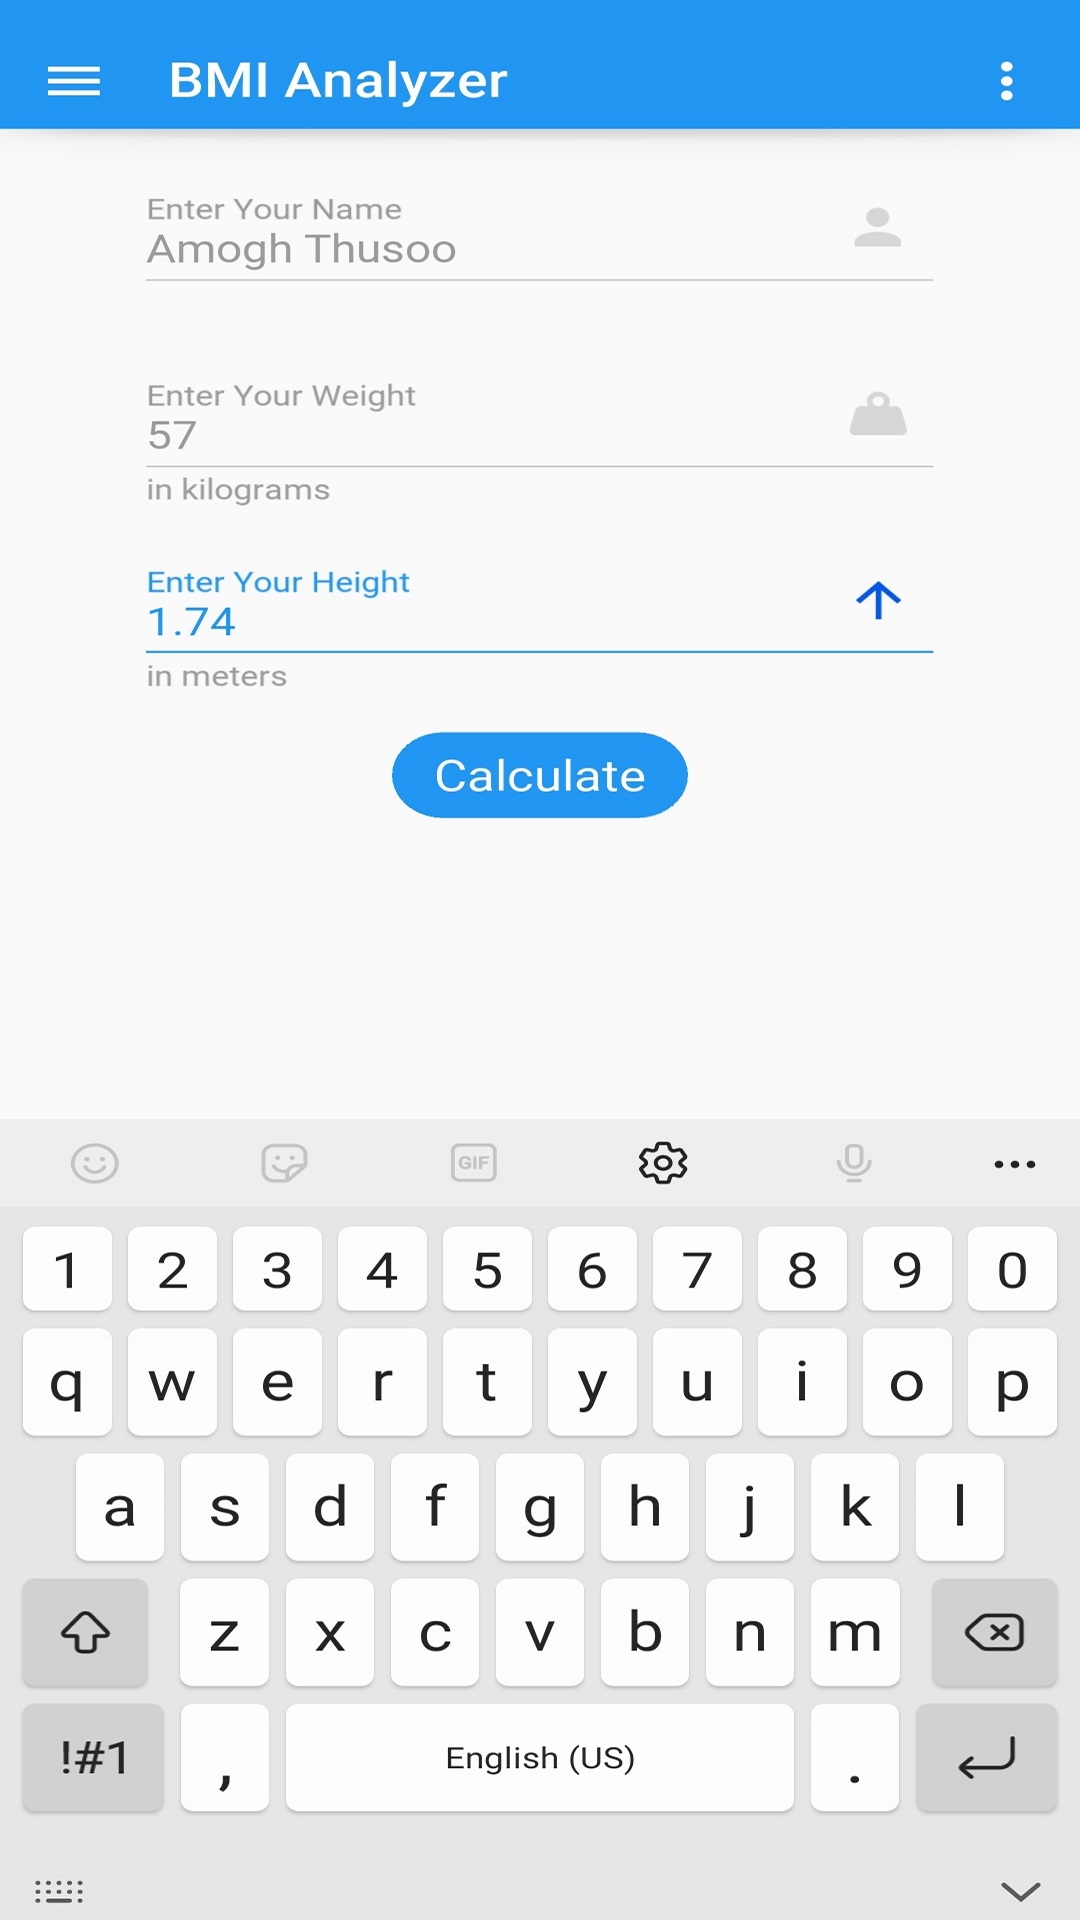 BMI Analyzer
Enter Your Name
Amogh Thusoo
Enter Your Weight
57
in kilograms
Enter Your Height
1.74
in meters
Calculate
GIF
1 2 3 4 5 6 7 8 9 0
q w e r t y u i o p
a s d f g h j k l
z x c v b n m
!#1 , English (US) .